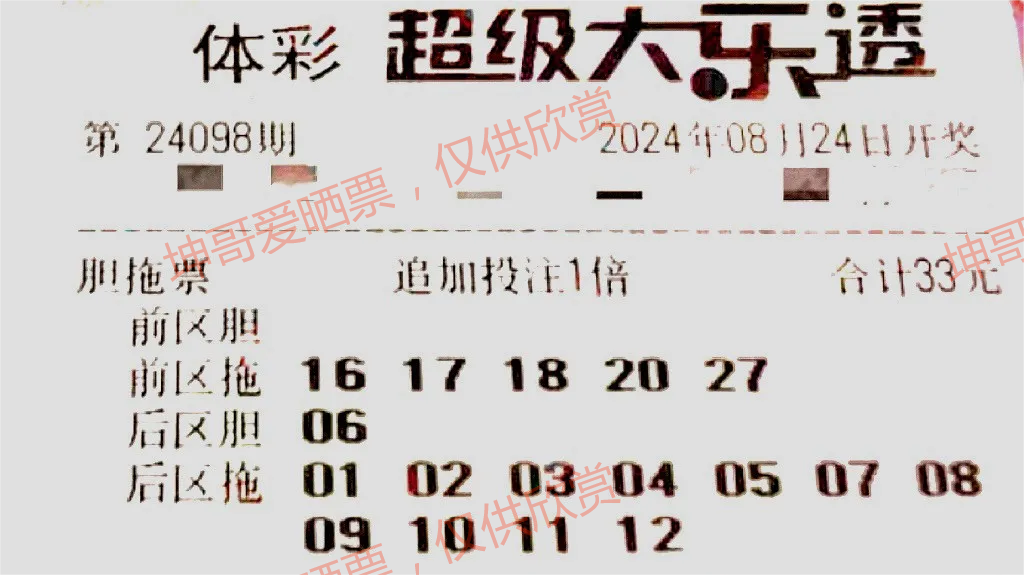 体彩 超级大乐透
第 24098期 2024年08月24日开奖
坤哥爱晒票，仅供欣赏
坤哥
胆拖票 追加投注1倍 合计33元
前区胆
前区拖 16 17 18 20 27
后区胆 06
后区拖 01 02 03 04 05 07 08
09 10 11 12
坤哥爱晒票，仅供欣赏